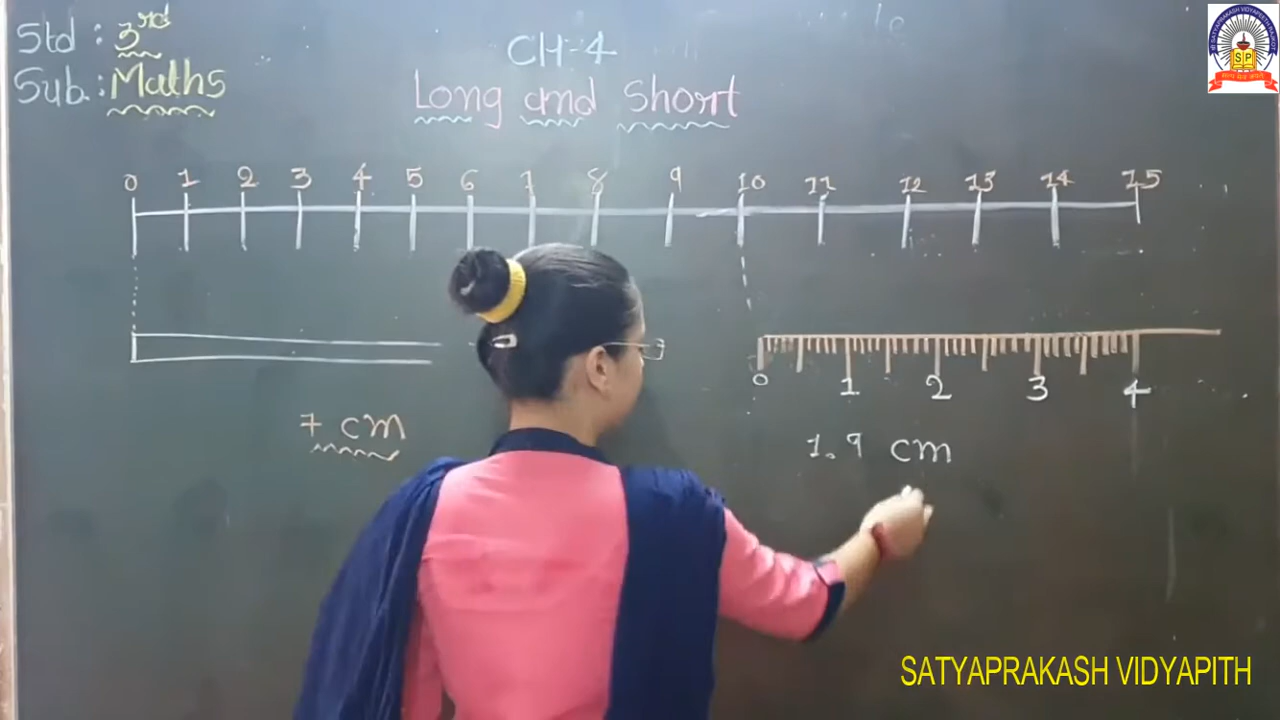 Std : 3rd
Sub : Maths
CH-4
Long and Short
0 1 2 3 4 5 6 7 8 9 10 11 12 13 14 15
0 1 2 3 4
7 cm
1.9 cm
SP
SATYAPRAKASH VIDYAPITH